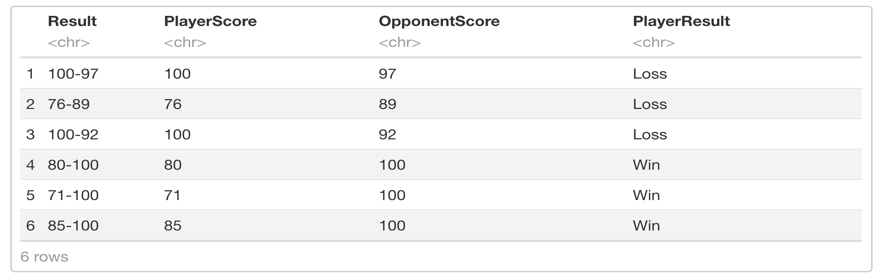 Result PlayerScore OpponentScore PlayerResult
<chr> <chr> <chr> <chr>
1 100-97 100 97 Loss
2 76-89 76 89 Loss
3 100-92 100 92 Loss
4 80-100 80 100 Win
5 71-100 71 100 Win
6 85-100 85 100 Win
6 rows